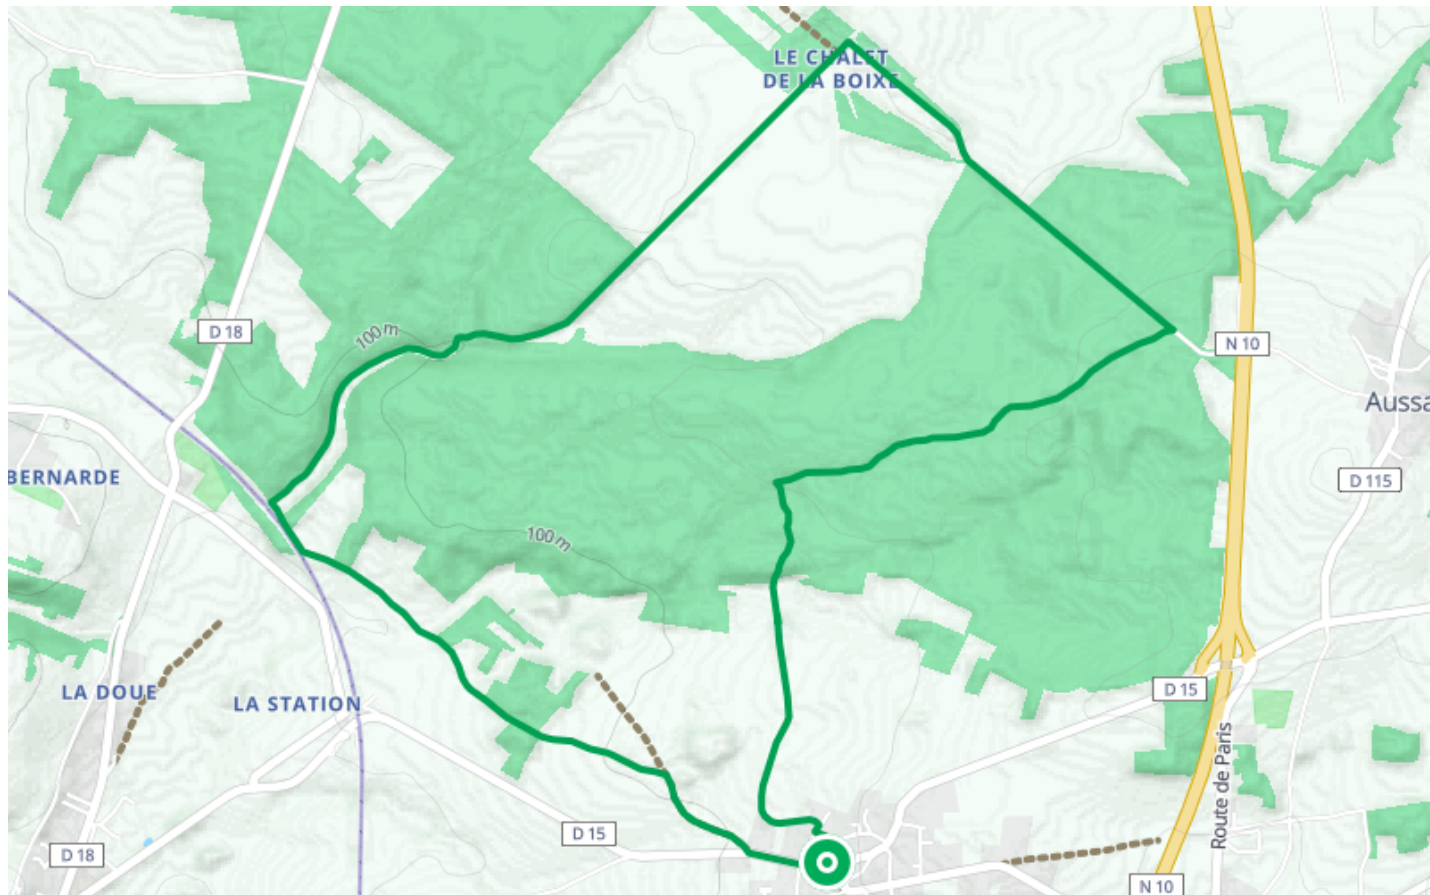 LE CHALET
DE LA BOIXE
D 18
100 m
N 10
Aussa
BERNARDE
D 115
100 m
LA DOUE
LA STATION
D 15
Route de Paris
D 15
D 18
N 10